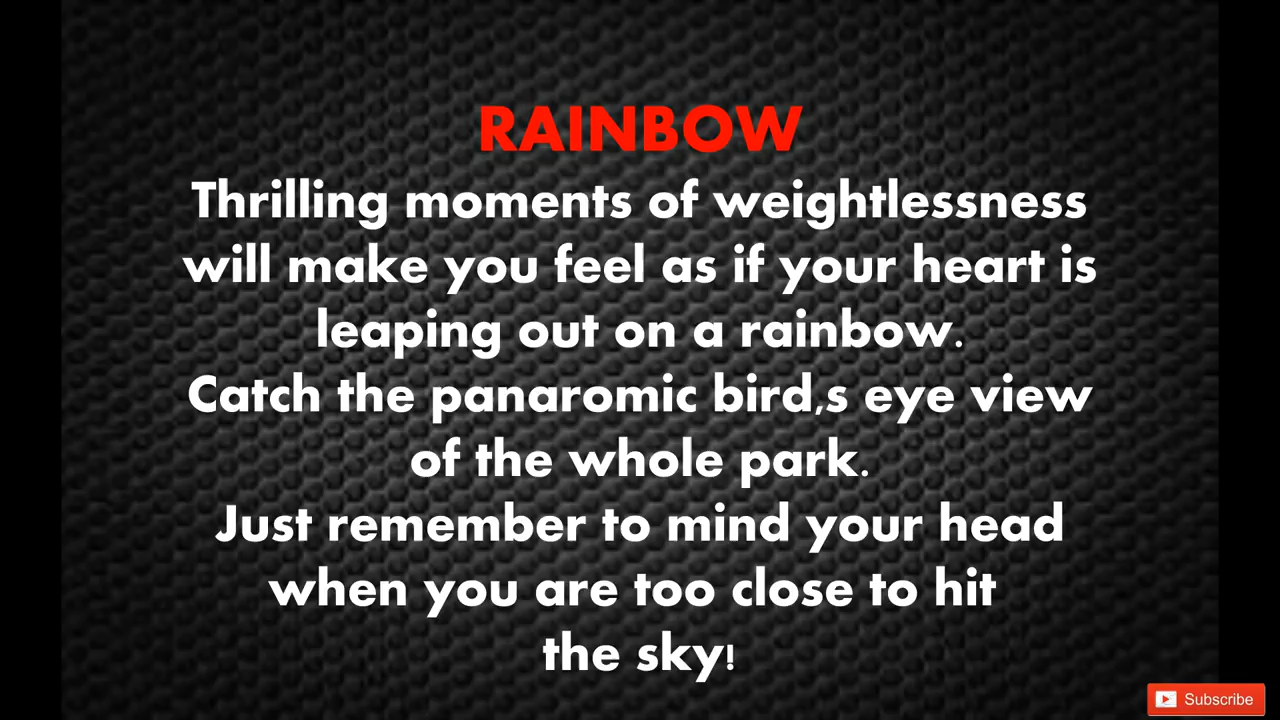 RAINBOW
Thrilling moments of weightlessness
will make you feel as if your heart is
leaping out on a rainbow.
Catch the panaromic bird,s eye view
of the whole park.
Just remember to mind your head
when you are too close to hit
the sky!
Subscribe